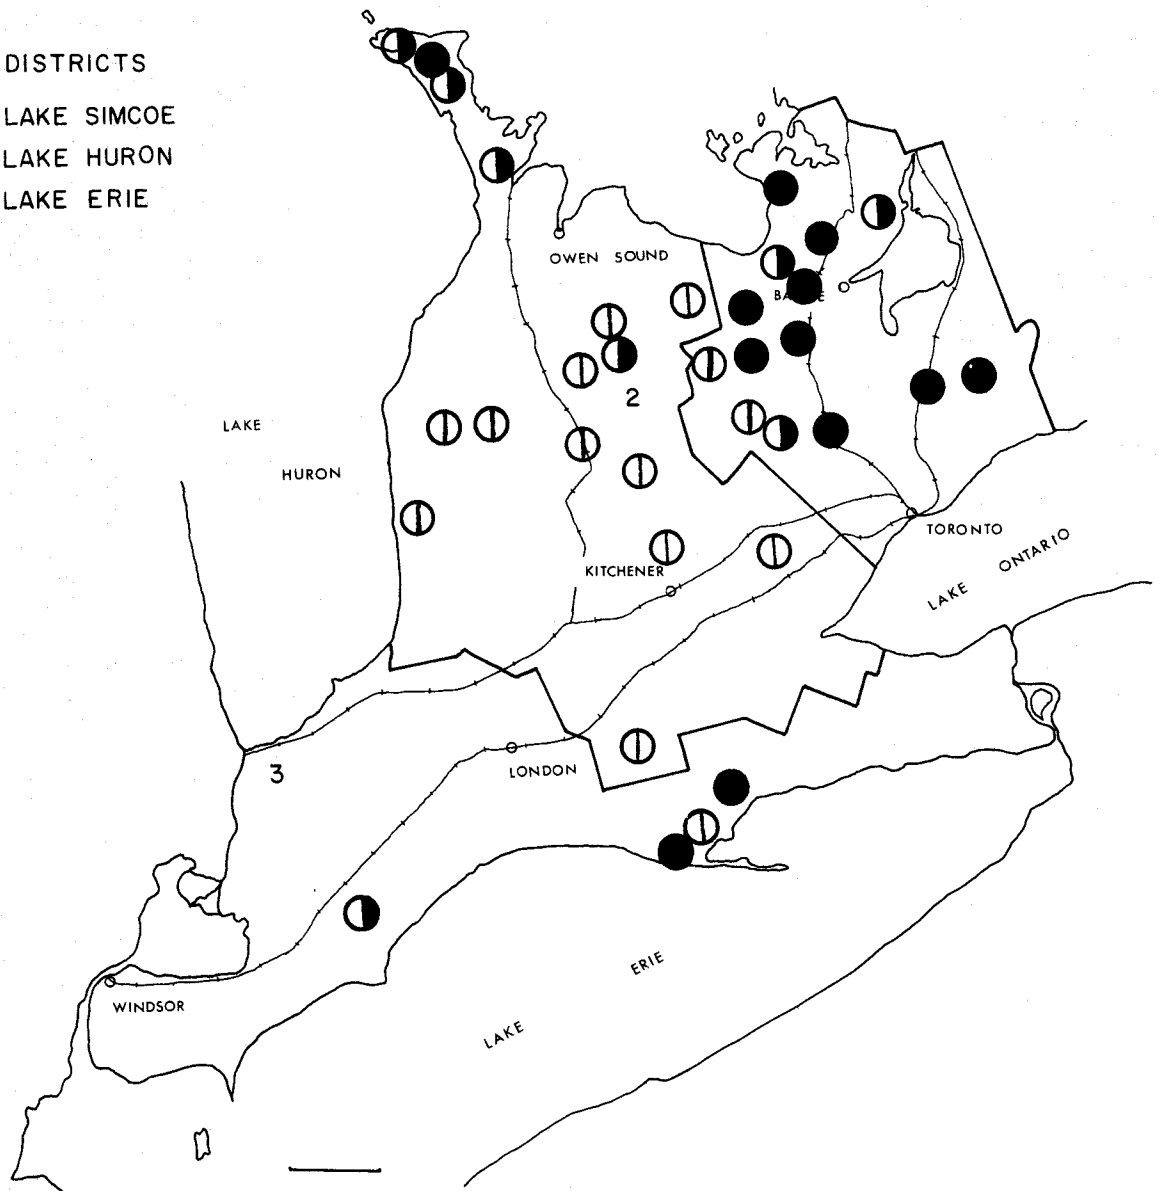 DISTRICTS
LAKE SIMCOE
LAKE HURON
LAKE ERIE
OWEN SOUND
2
LAKE
HURON
TORONTO
KITCHENER
LAKE ONTARIO
3
LONDON
WINDSOR
LAKE
ERIE